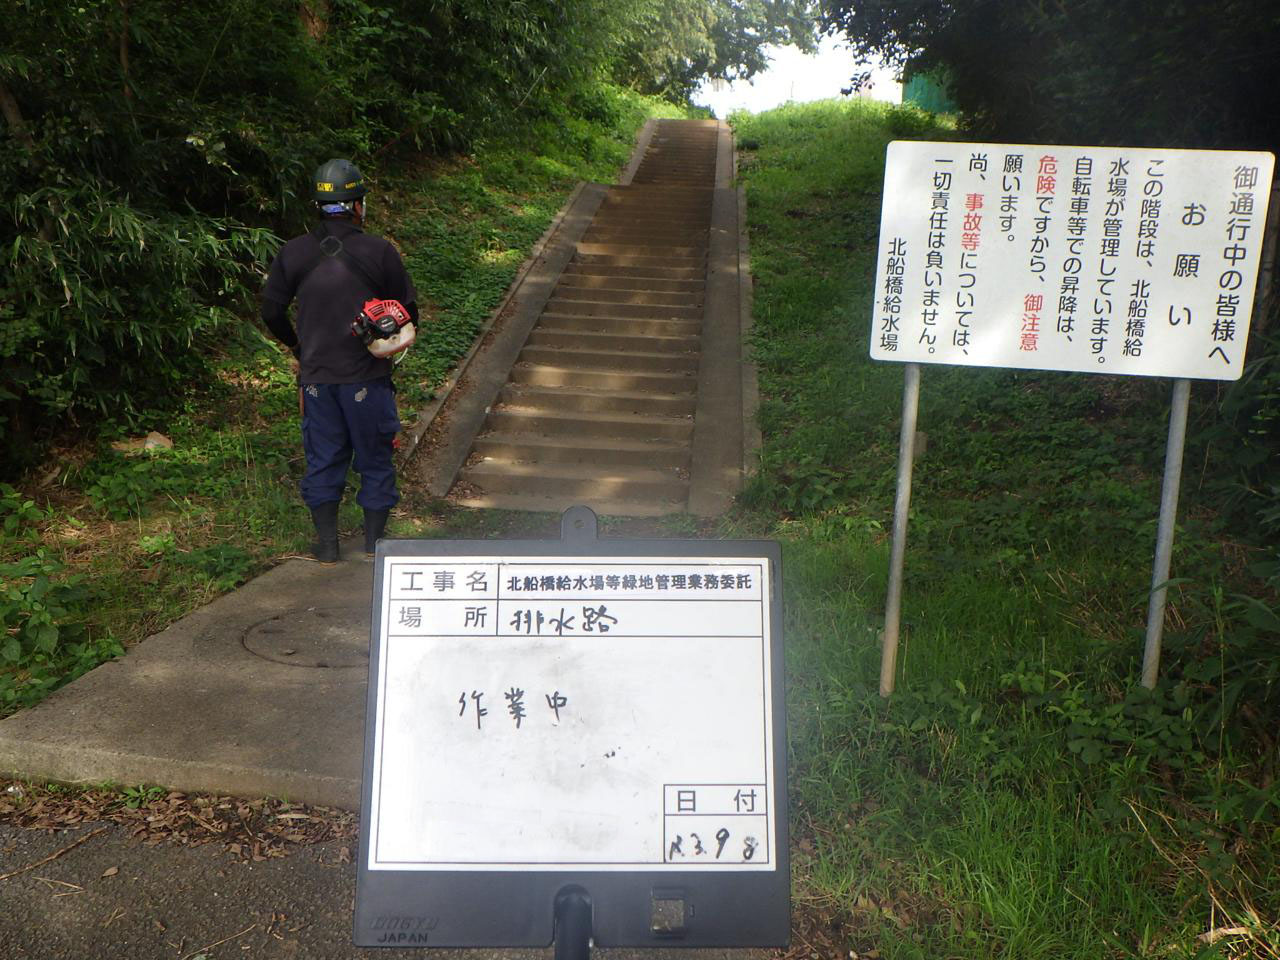 御通行中の皆様へ
お願い
この階段は、北船橋給
水場が管理しています。
自転車等での昇降は、
危険ですから、御注意
願います。
尚、事故等については、
一切責任は負いません。
北船橋給水場
工事名 北船橋給水場等緑地管理業務委託
場所 排水路
作業中
日付
R.3.9 8
DOGYU
JAPAN